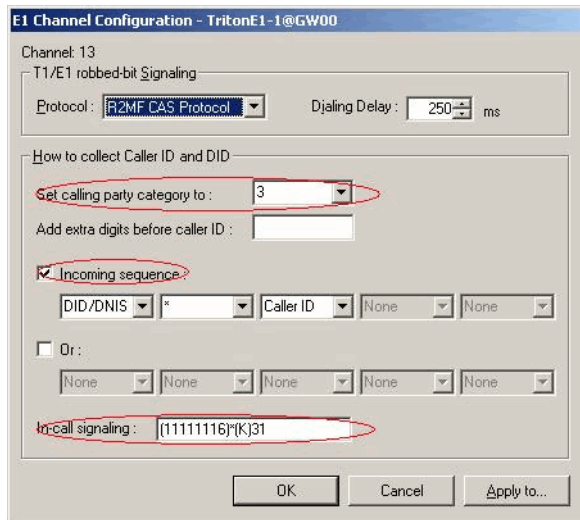 E1 Channel Configuration - TritonE1-1@GW00
Channel: 13
T1/E1 robbed-bit Signaling
Protocol : R2MF CAS Protocol Dialing Delay : 250 ms
How to collect Caller ID and DID
Set calling party category to : 3
Add extra digits before caller ID :
Incoming sequence :
DID/DNIS * Caller ID None None
Or :
None None None None None
In-call signaling : (11111116)*(K)31
OK Cancel Apply to...